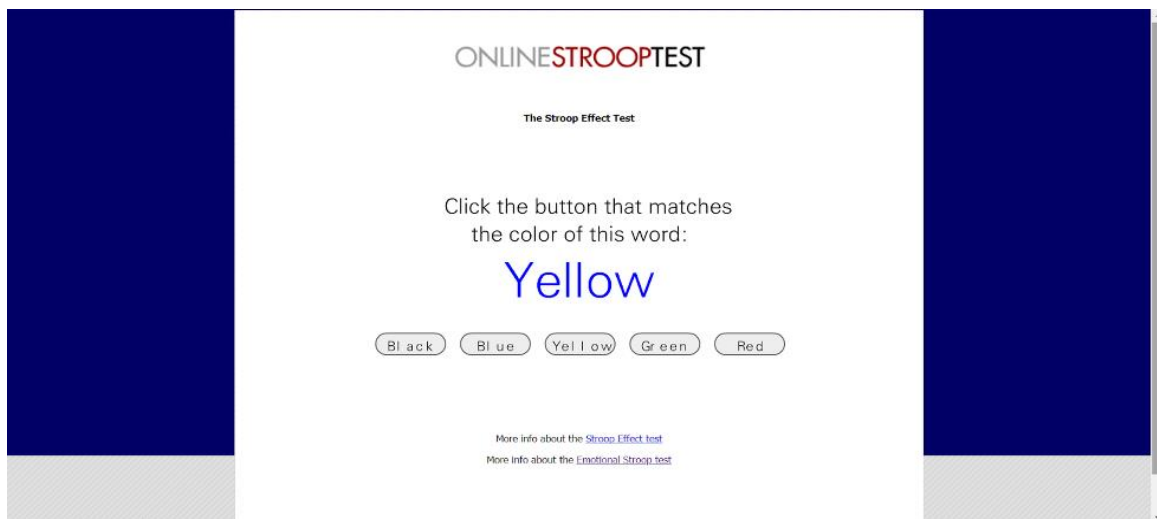 ONLINESTROOPTEST
The Stroop Effect Test
Click the button that matches
the color of this word:
Yellow
Black Blue Yellow Green Red
More info about the Stroop Effect test
More info about the Emotional Stroop test